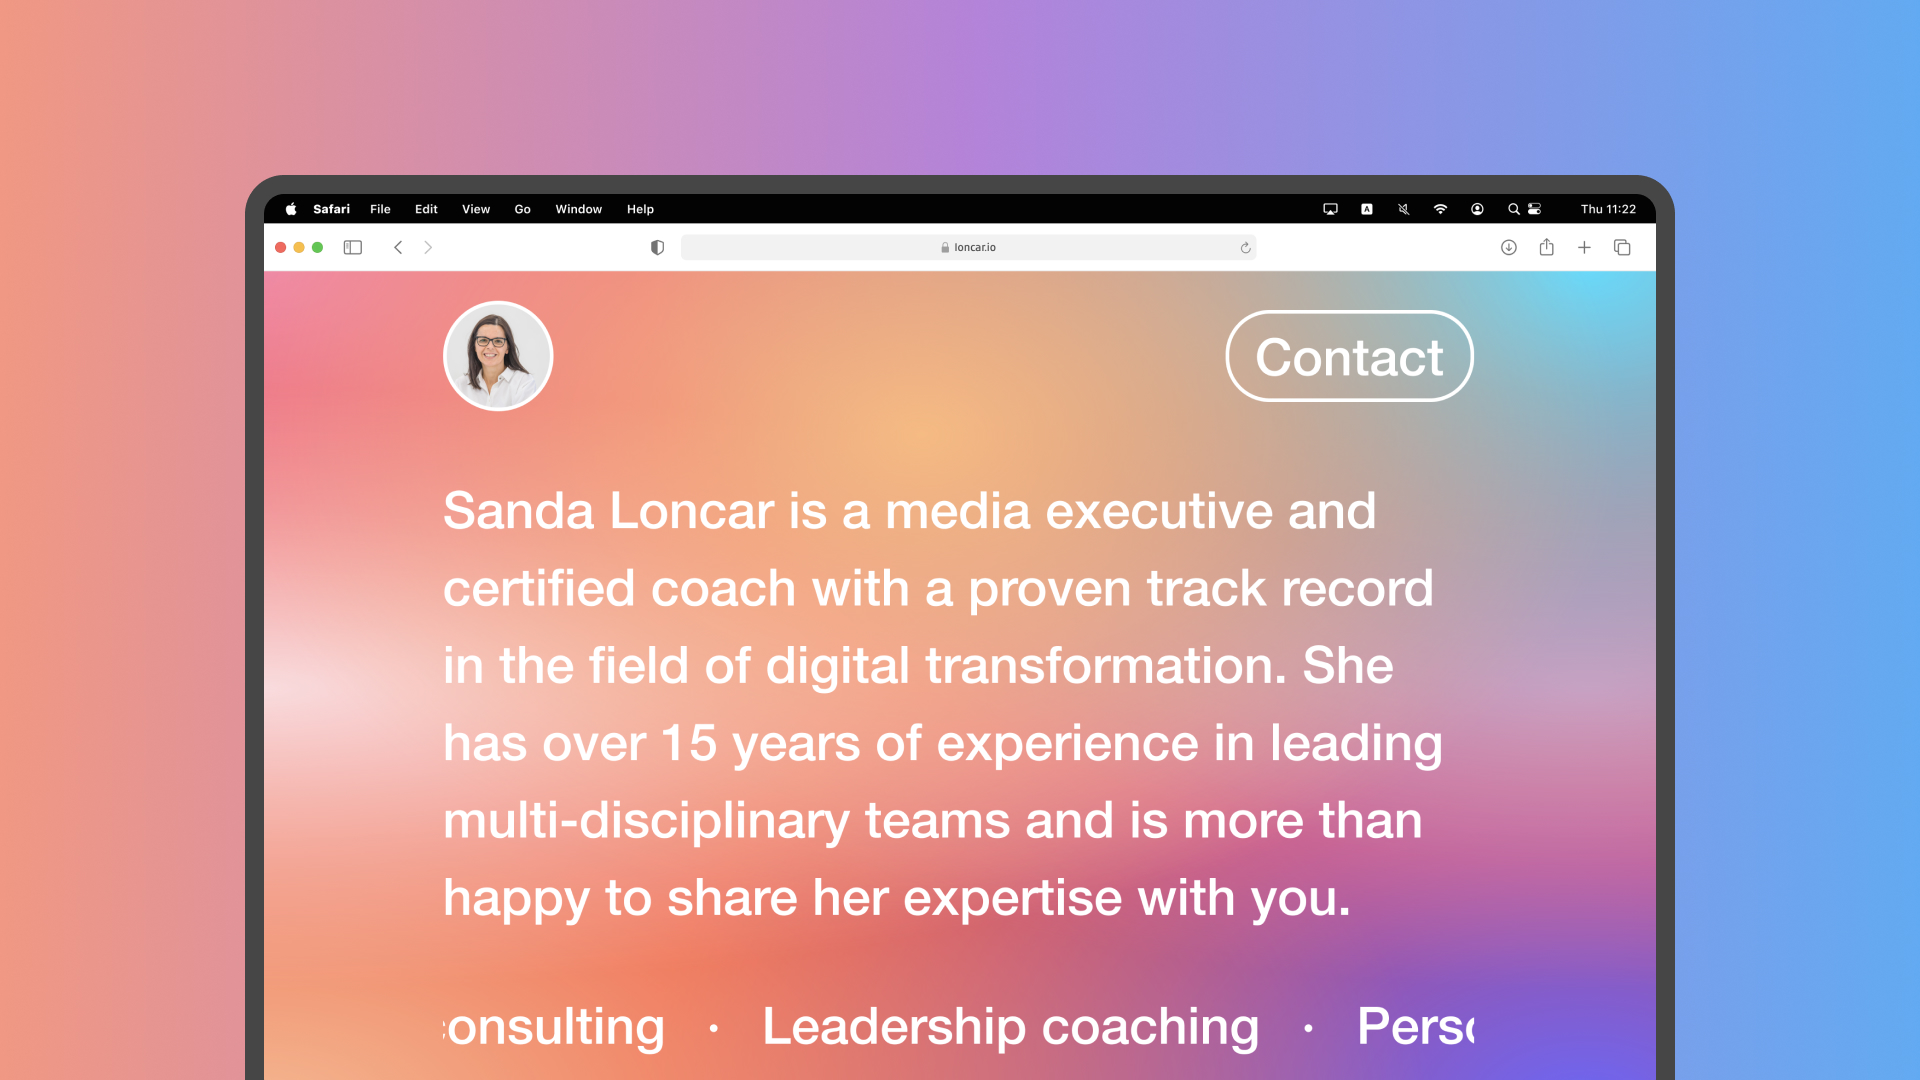 Safari File Edit View Go Window Help A Thu 11:22
loncar.io
Contact
Sanda Loncar is a media executive and
certified coach with a proven track record
in the field of digital transformation. She
has over 15 years of experience in leading
multi-disciplinary teams and is more than
happy to share her expertise with you.
onsulting · Leadership coaching · Pers